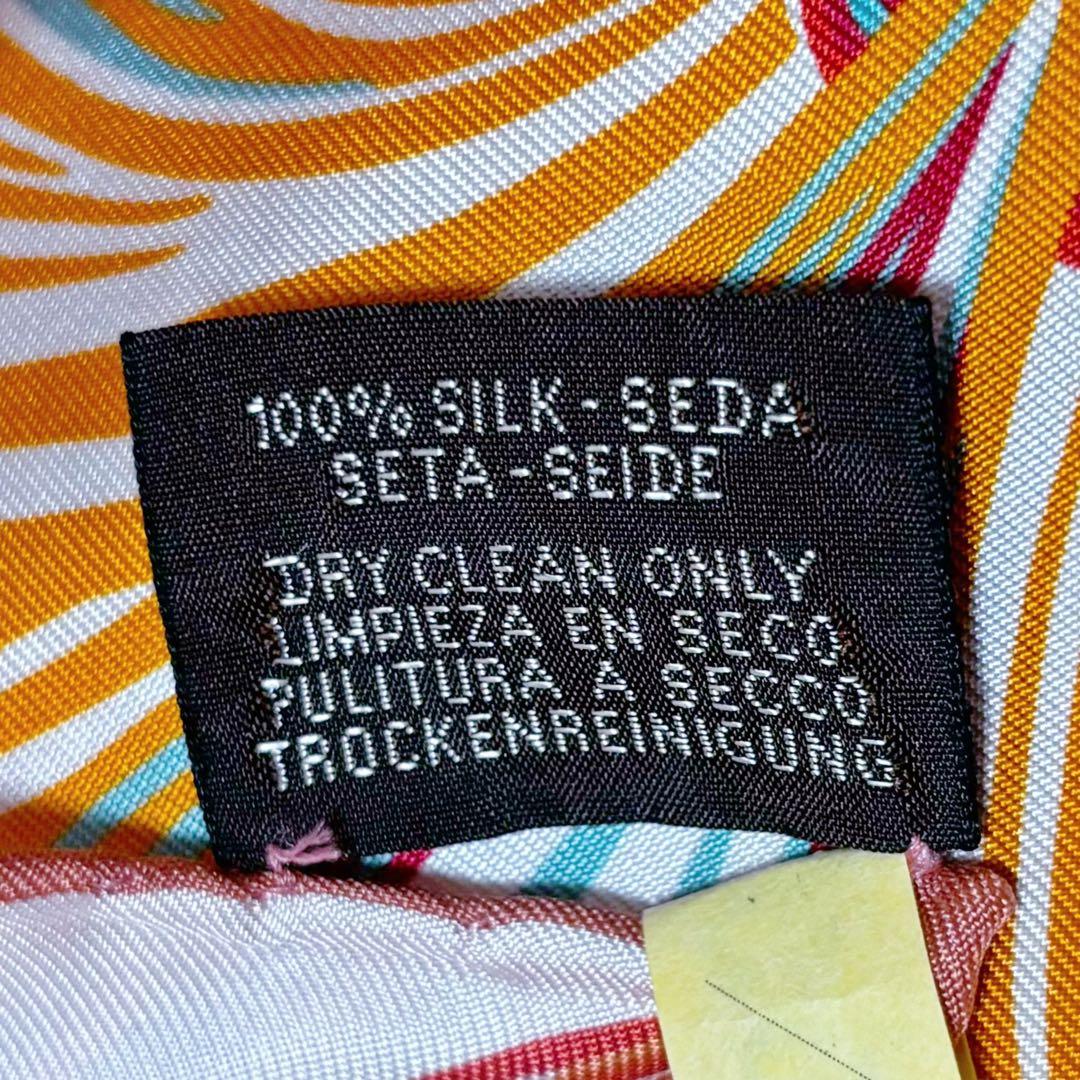 100% SILK-SEDA
SETA-SEIDE
DRY CLEAN ONLY
LIMPIEZA EN SECO
PULITURA A SECCO
TROCKENREINIGUNG